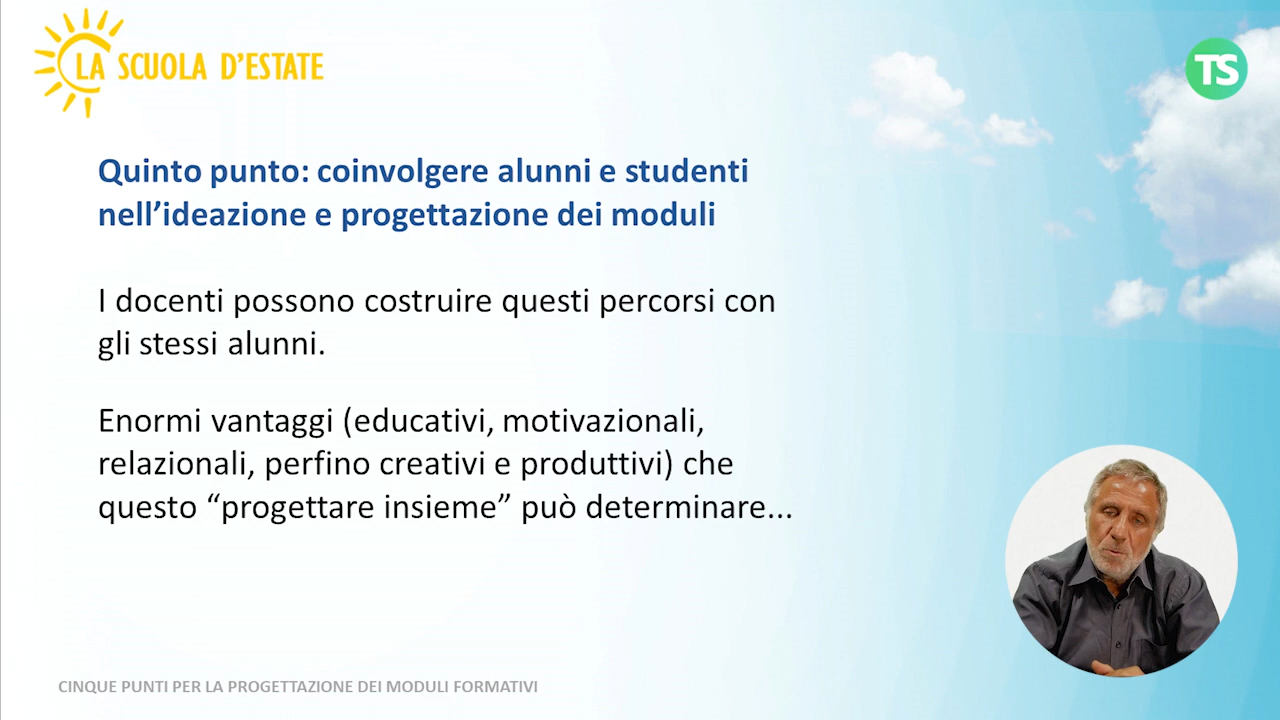 LA SCUOLA D'ESTATE
TS
Quinto punto: coinvolgere alunni e studenti
nell’ideazione e progettazione dei moduli
I docenti possono costruire questi percorsi con
gli stessi alunni.
Enormi vantaggi (educativi, motivazionali,
relazionali, perfino creativi e produttivi) che
questo “progettare insieme” può determinare...
CINQUE PUNTI PER LA PROGETTAZIONE DEI MODULI FORMATIVI